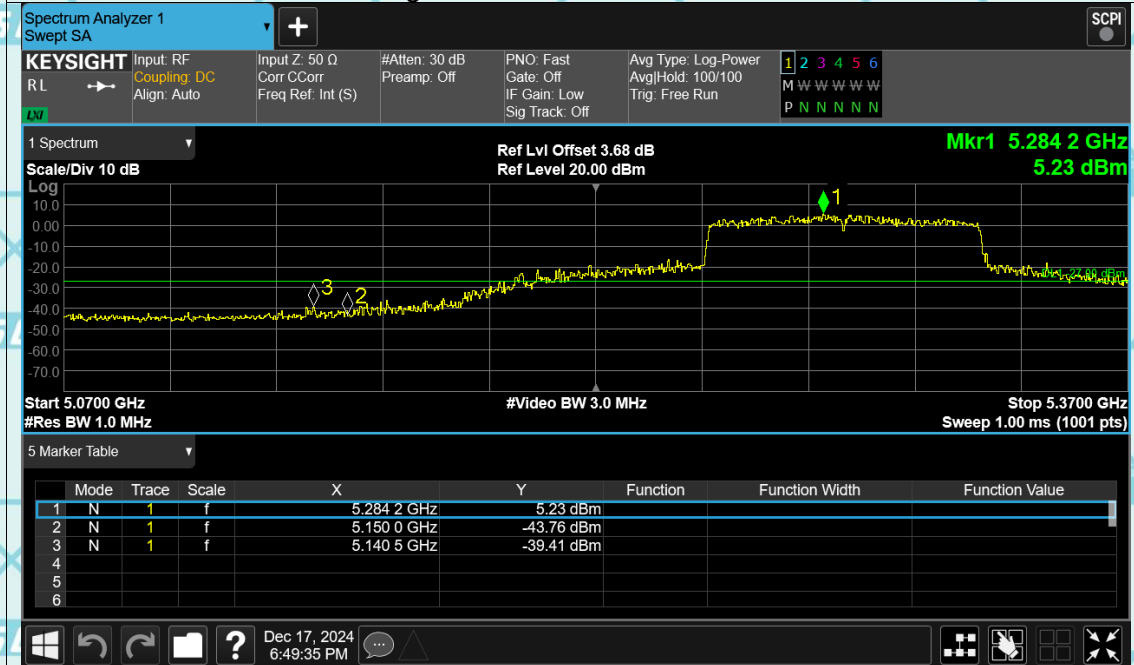 Spectrum Analyzer 1
Swept SA
+
SCPI
KEYSIGHT
R L
LXI
Input: RF
Coupling: DC
Align: Auto
Input Z: 50 Ω
Corr CCorr
Freq Ref: Int (S)
#Atten: 30 dB
Preamp: Off
PNO: Fast
Gate: Off
IF Gain: Low
Sig Track: Off
Avg Type: Log-Power
Avg|Hold: 100/100
Trig: Free Run
1 2 3 4 5 6
M W W W W W
P N N N N N
1 Spectrum
Scale/Div 10 dB
Ref Lvl Offset 3.68 dB
Ref Level 20.00 dBm
Mkr1 5.284 2 GHz
5.23 dBm
Log
10.0
0.00
-10.0
-20.0
-30.0
-40.0
-50.0
-60.0
-70.0
1
3
2
DL1 -27.00 dBm
Start 5.0700 GHz
#Video BW 3.0 MHz
Stop 5.3700 GHz
#Res BW 1.0 MHz
Sweep 1.00 ms (1001 pts)
5 Marker Table
Mode Trace Scale X Y Function Function Width Function Value
1 N 1 f 5.284 2 GHz 5.23 dBm
2 N 1 f 5.150 0 GHz -43.76 dBm
3 N 1 f 5.140 5 GHz -39.41 dBm
4
5
6
?
Dec 17, 2024
6:49:35 PM